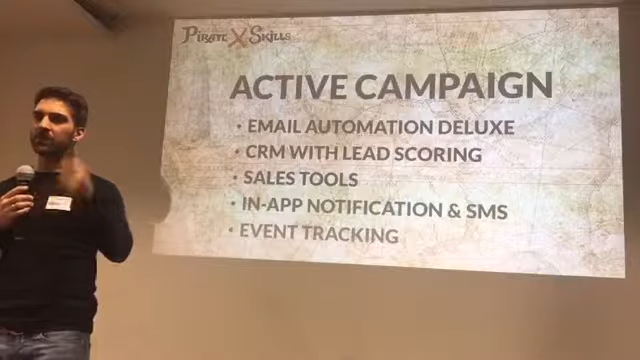 PIRATE X SKILLS
ACTIVE CAMPAIGN
• EMAIL AUTOMATION DELUXE
• CRM WITH LEAD SCORING
• SALES TOOLS
• IN-APP NOTIFICATION & SMS
• EVENT TRACKING